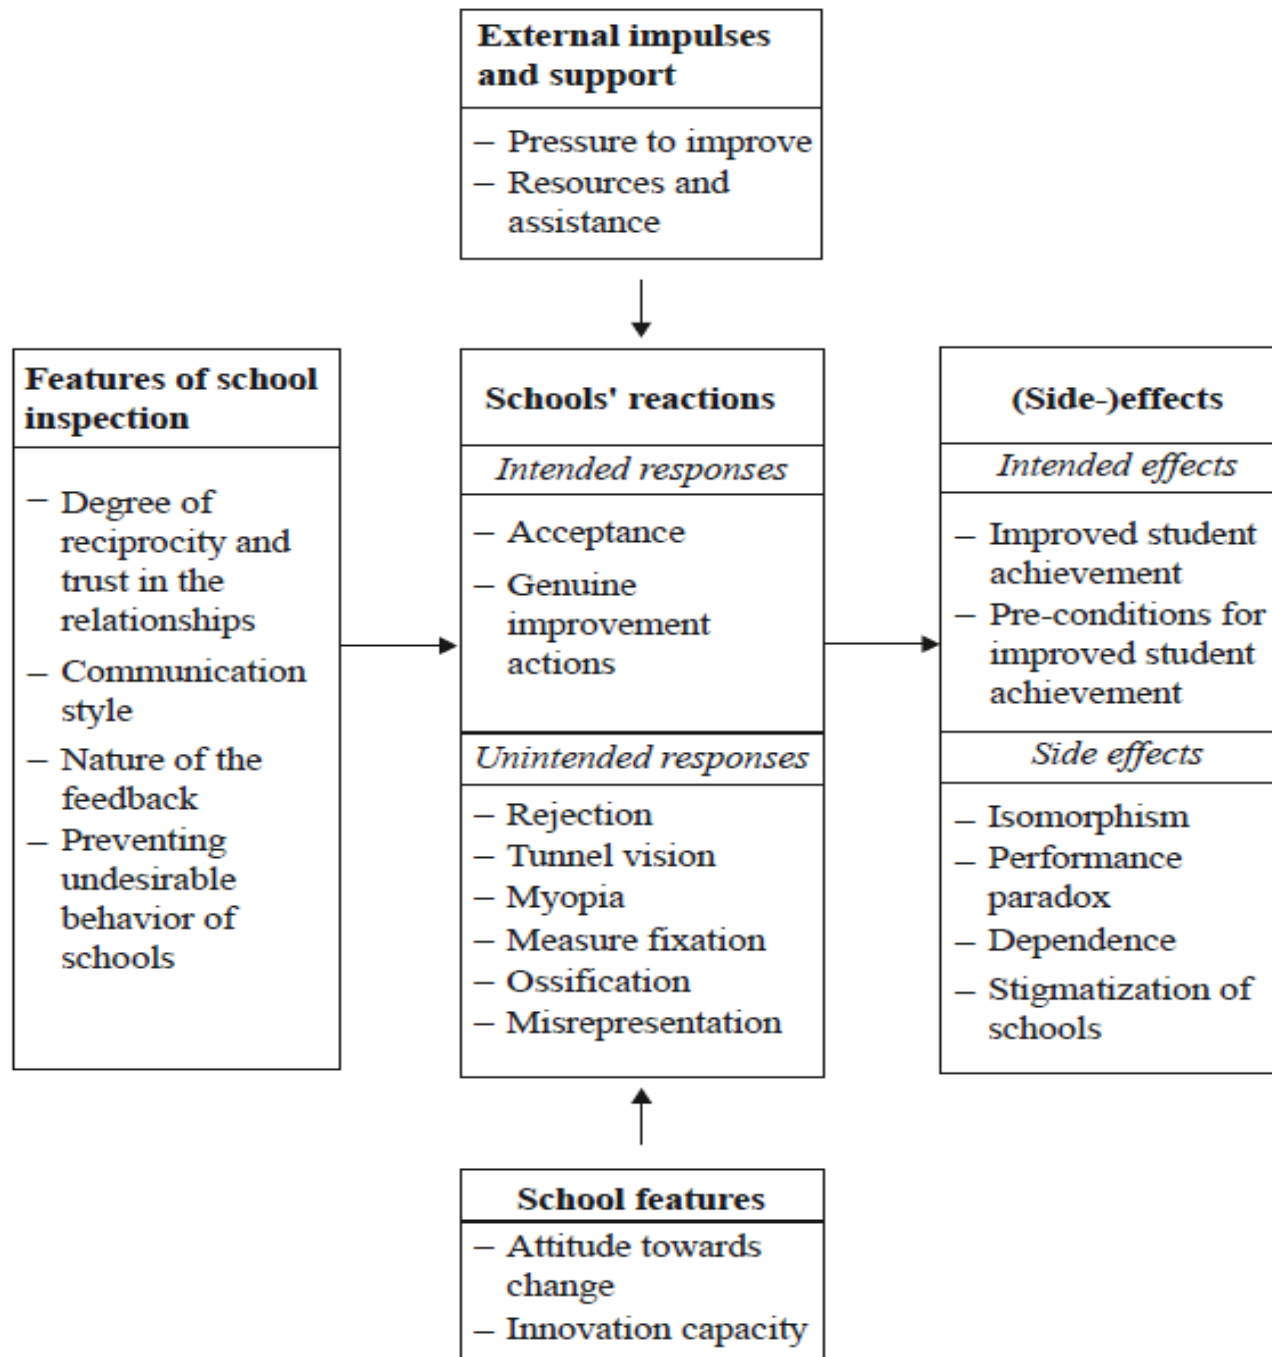 External impulses
and support
– Pressure to improve
– Resources and
assistance
Features of school
inspection
– Degree of
reciprocity and
trust in the
relationships
– Communication
style
– Nature of the
feedback
– Preventing
undesirable
behavior of
schools
Schools' reactions
Intended responses
– Acceptance
– Genuine
improvement
actions
Unintended responses
– Rejection
– Tunnel vision
– Myopia
– Measure fixation
– Ossification
– Misrepresentation
(Side-)effects
Intended effects
– Improved student
achievement
– Pre-conditions for
improved student
achievement
Side effects
– Isomorphism
– Performance
paradox
– Dependence
– Stigmatization of
schools
School features
– Attitude towards
change
– Innovation capacity